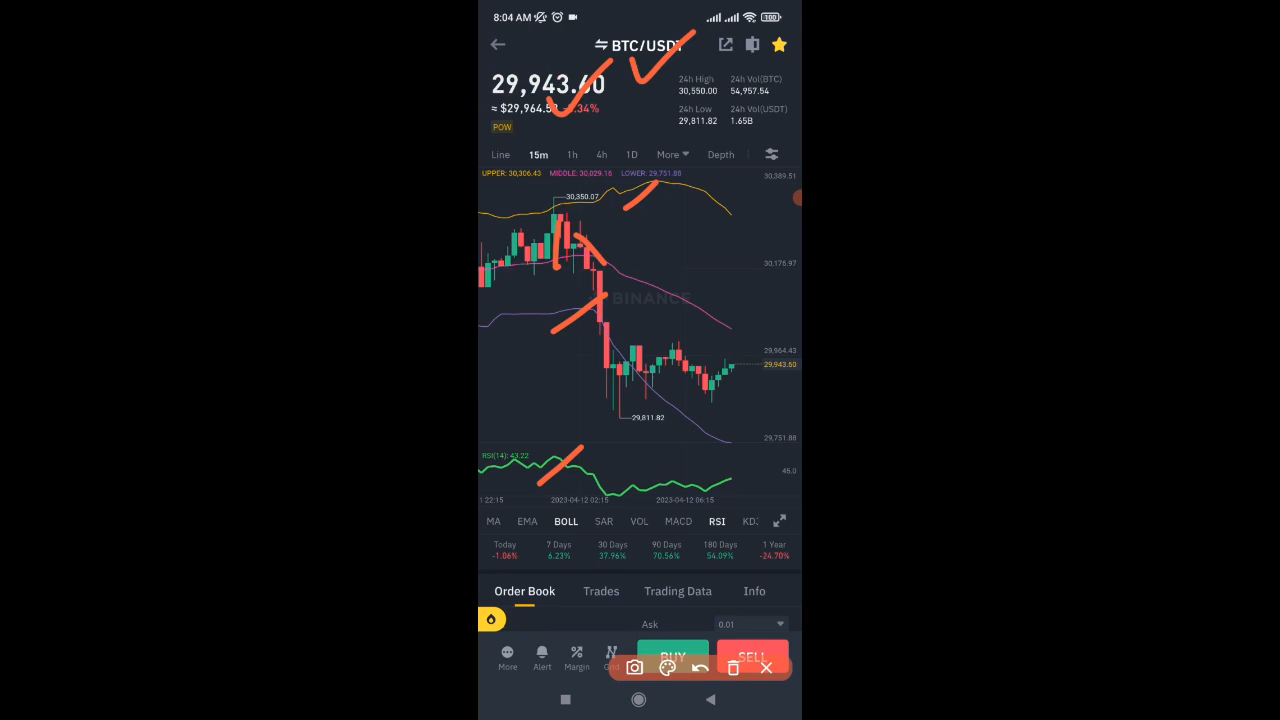 8:04 AM
BTC/USDT
29,943.60
≈ $29,964.5
.34%
24h High
24h Vol(BTC)
30,550.00
54,957.54
24h Low
24h Vol(USDT)
29,811.82
1.65B
POW
Line 15m 1h 4h 1D More Depth
UPPER: 30,306.43 MIDDLE: 30,029.16 LOWER: 29,751.88
30,389.51
30,350.07
30,176.97
BINANCE
29,964.43
29,943.60
29,811.82
29,751.88
RSI(14): 43.22
45.0
1 22:15 2023-04-12 02:15 2023-04-12 06:15
MA EMA BOLL SAR VOL MACD RSI KDJ
Today 7 Days 30 Days 90 Days 180 Days 1 Year
-1.06% 6.23% 37.96% 70.56% 54.09% -24.70%
Order Book Trades Trading Data Info
Ask 0.01
More Alert Margin
BUY SELL